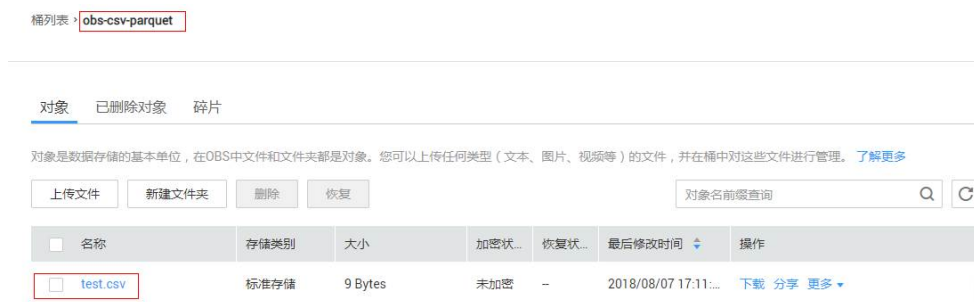 桶列表 › obs-csv-parquet
对象 已删除对象 碎片
对象是数据存储的基本单位，在OBS中文件和文件夹都是对象。您可以上传任何类型（文本、图片、视频等）的文件，并在桶中对这些文件进行管理。 了解更多
上传文件 新建文件夹 删除 恢复 对象名前缀查询
名称 存储类别 大小 加密状... 恢复状... 最后修改时间 操作
test.csv 标准存储 9 Bytes 未加密 -- 2018/08/07 17:11:... 下载 分享 更多